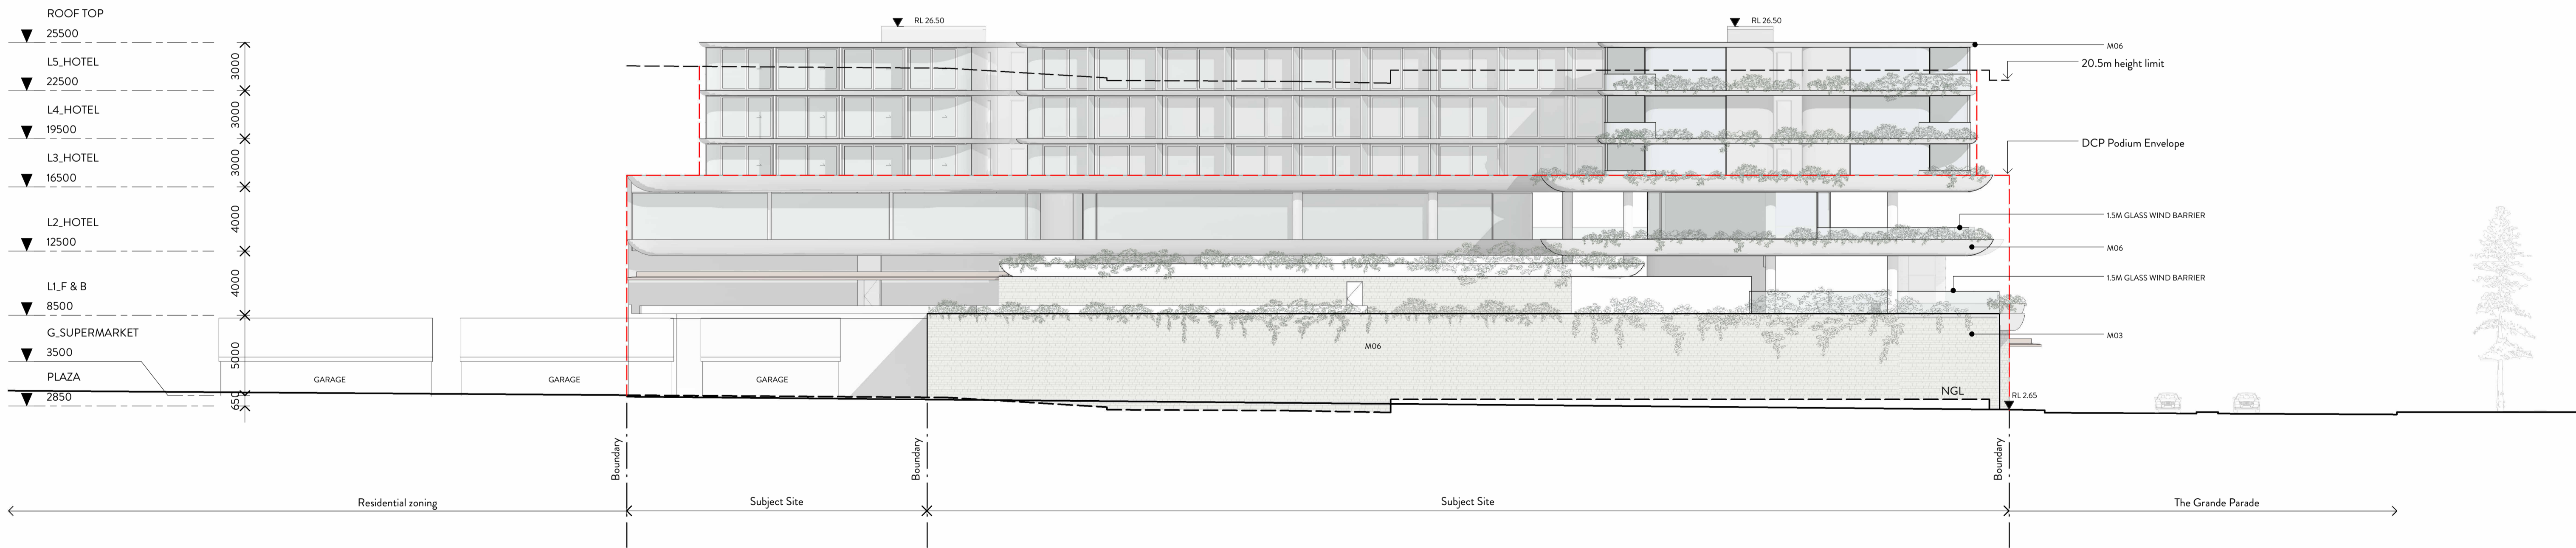 ROOF TOP
25500
L5_HOTEL
22500
L4_HOTEL
19500
L3_HOTEL
16500
L2_HOTEL
12500
L1_F & B
8500
G_SUPERMARKET
3500
PLAZA
2850
3000
3000
3000
4000
4000
5000
650
RL 26.50
RL 26.50
M06
20.5m height limit
DCP Podium Envelope
1.5M GLASS WIND BARRIER
M06
1.5M GLASS WIND BARRIER
M03
M06
GARAGE
GARAGE
GARAGE
NGL
RL 2.65
Boundary
Boundary
Boundary
Residential zoning
Subject Site
Subject Site
The Grande Parade